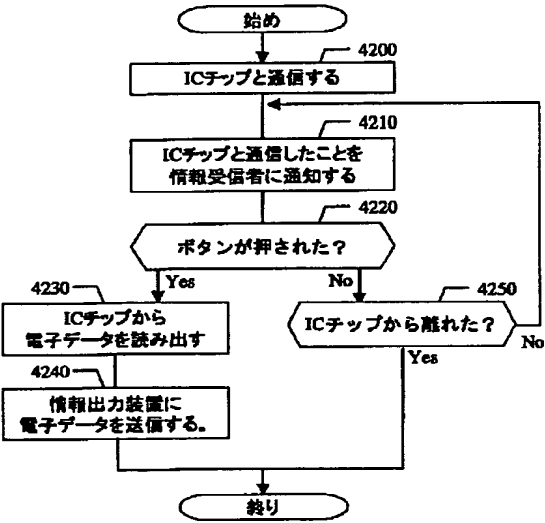 始め
4200
ICチップと通信する
4210
ICチップと通信したことを
情報受信者に通知する
4220
ボタンが押された？
Yes
No
4230
ICチップから
電子データを読み出す
4250
ICチップから離れた？
No
Yes
4240
情報出力装置に
電子データを送信する。
終り